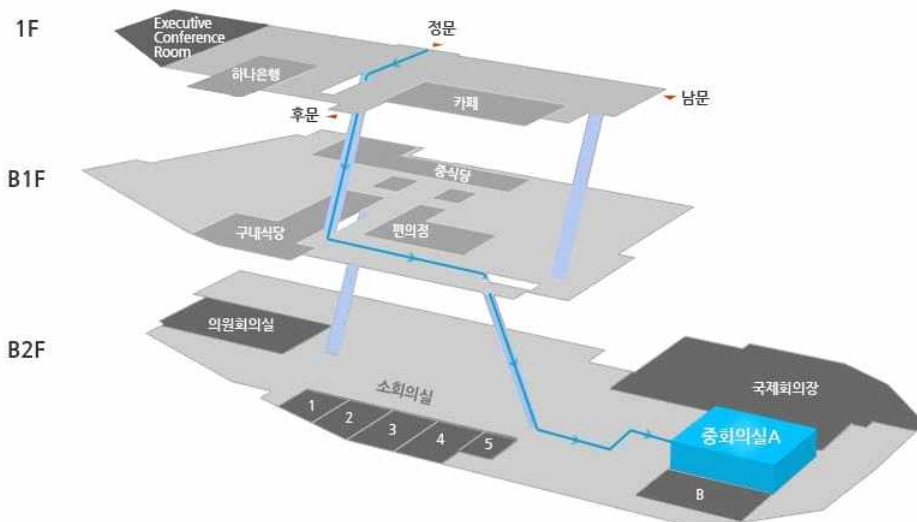 1F
Executive
Conference
Room
정문
하나은행
카페
남문
후문
B1F
중식당
구내식당
편의점
B2F
의원회의실
국제회의장
소회의실
1
2
3
4
5
중회의실A
B